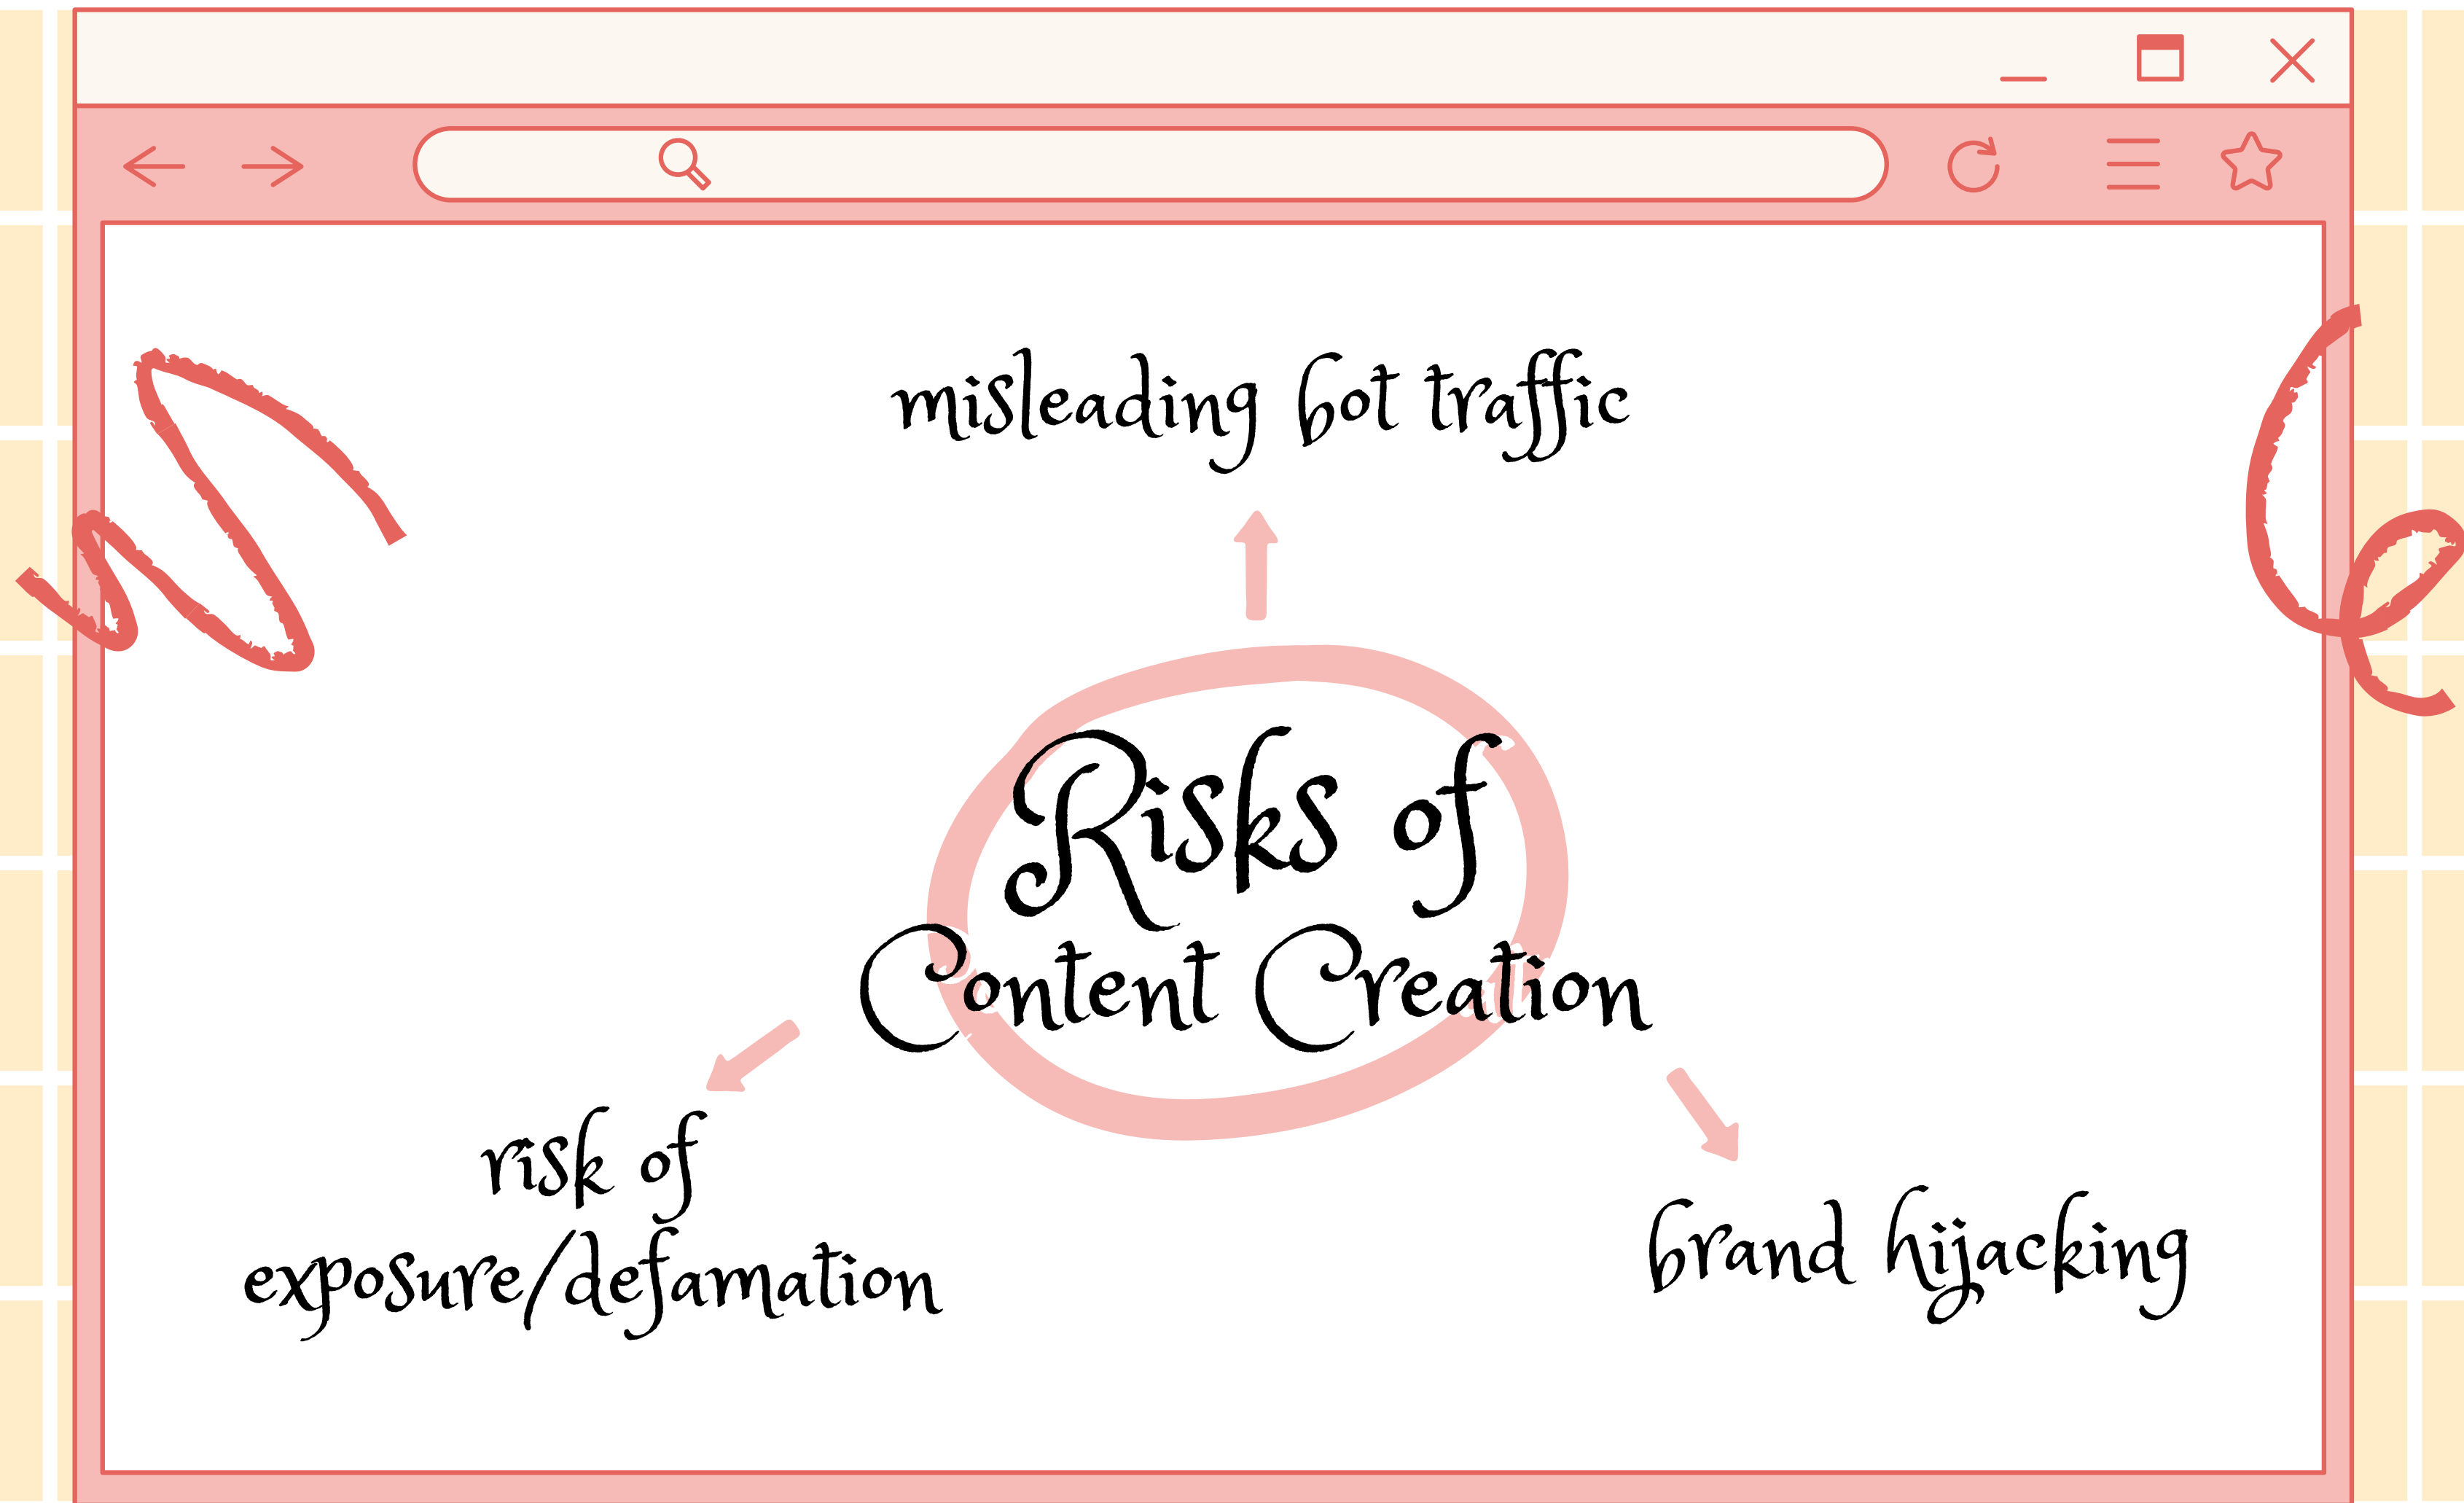 misleading bot traffic
Risks of
Content Creation
risk of
exposure/defamation
brand hijacking